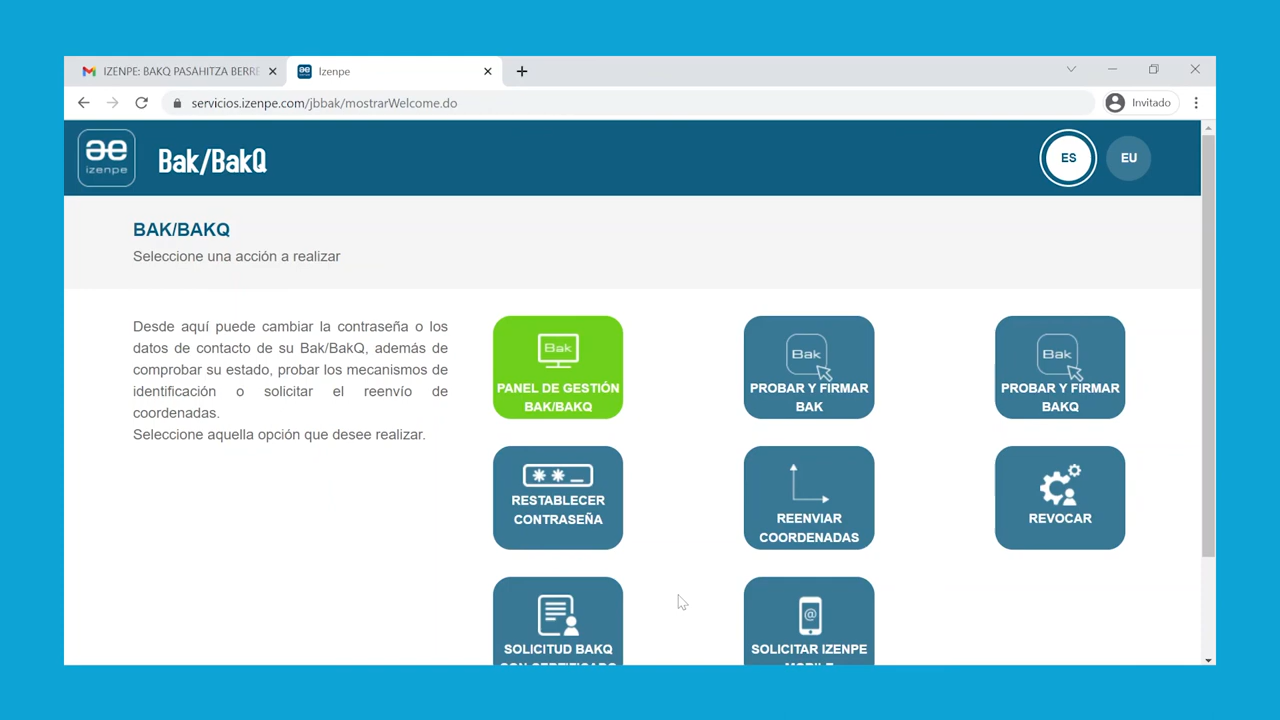 IZENPE: BAKQ PASAHITZA BERRE
Izenpe
servicios.izenpe.com/jbbak/mostrarWelcome.do
Invitado
izenpe
Bak/BakQ
ES
EU
BAK/BAKQ
Seleccione una acción a realizar
Desde aquí puede cambiar la contraseña o los
datos de contacto de su Bak/BakQ, además de
comprobar su estado, probar los mecanismos de
identificación o solicitar el reenvío de
coordenadas.
Seleccione aquella opción que desee realizar.
Bak
PANEL DE GESTIÓN
BAK/BAKQ
Bak
PROBAR Y FIRMAR
BAK
Bak
PROBAR Y FIRMAR
BAKQ
RESTABLECER
CONTRASEÑA
REENVIAR
COORDENADAS
REVOCAR
SOLICITUD BAKQ
CON CERTIFICADO
@
SOLICITAR IZENPE
MOBILE